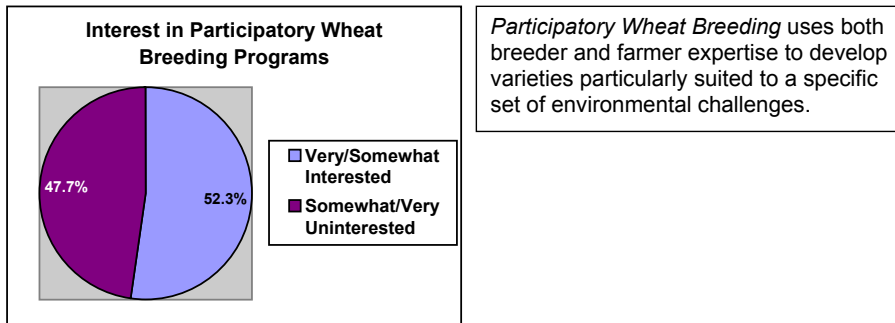 Interest in Participatory Wheat
Breeding Programs
47.7%
52.3%
Very/Somewhat
Interested
Somewhat/Very
Uninterested
Participatory Wheat Breeding uses both
breeder and farmer expertise to develop
varieties particularly suited to a specific
set of environmental challenges.